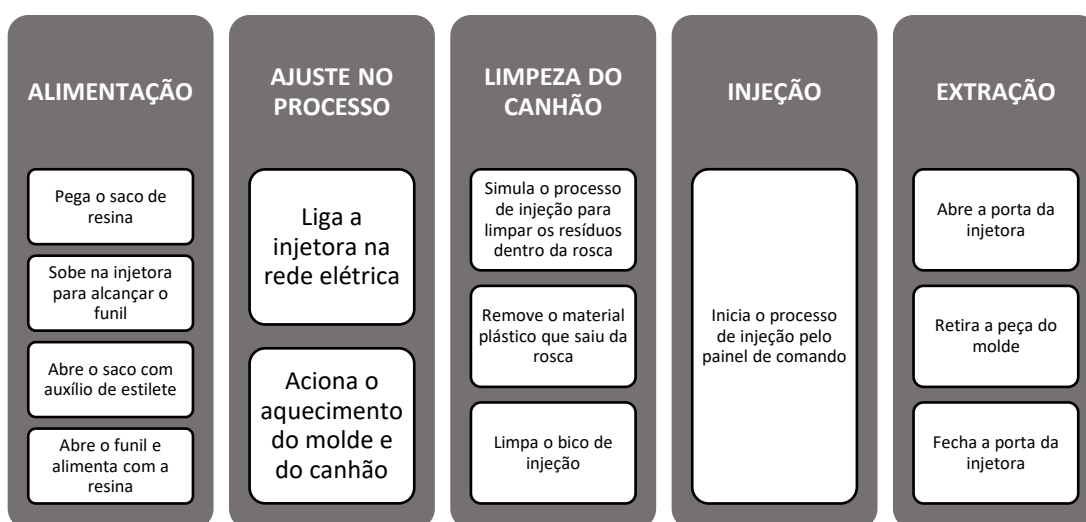 ALIMENTAÇÃO
Pega o saco de
resina
Sobe na injetora
para alcançar o
funil
Abre o saco com
auxílio de estilete
Abre o funil e
alimenta com a
resina
AJUSTE NO
PROCESSO
Liga a
injetora na
rede elétrica
Aciona o
aquecimento
do molde e
do canhão
LIMPEZA DO
CANHÃO
Simula o processo
de injeção para
limpar os resíduos
dentro da rosca
Remove o material
plástico que saiu da
rosca
Limpa o bico de
injeção
INJEÇÃO
Inicia o processo
de injeção pelo
painel de comando
EXTRAÇÃO
Abre a porta da
injetora
Retira a peça do
molde
Fecha a porta da
injetora